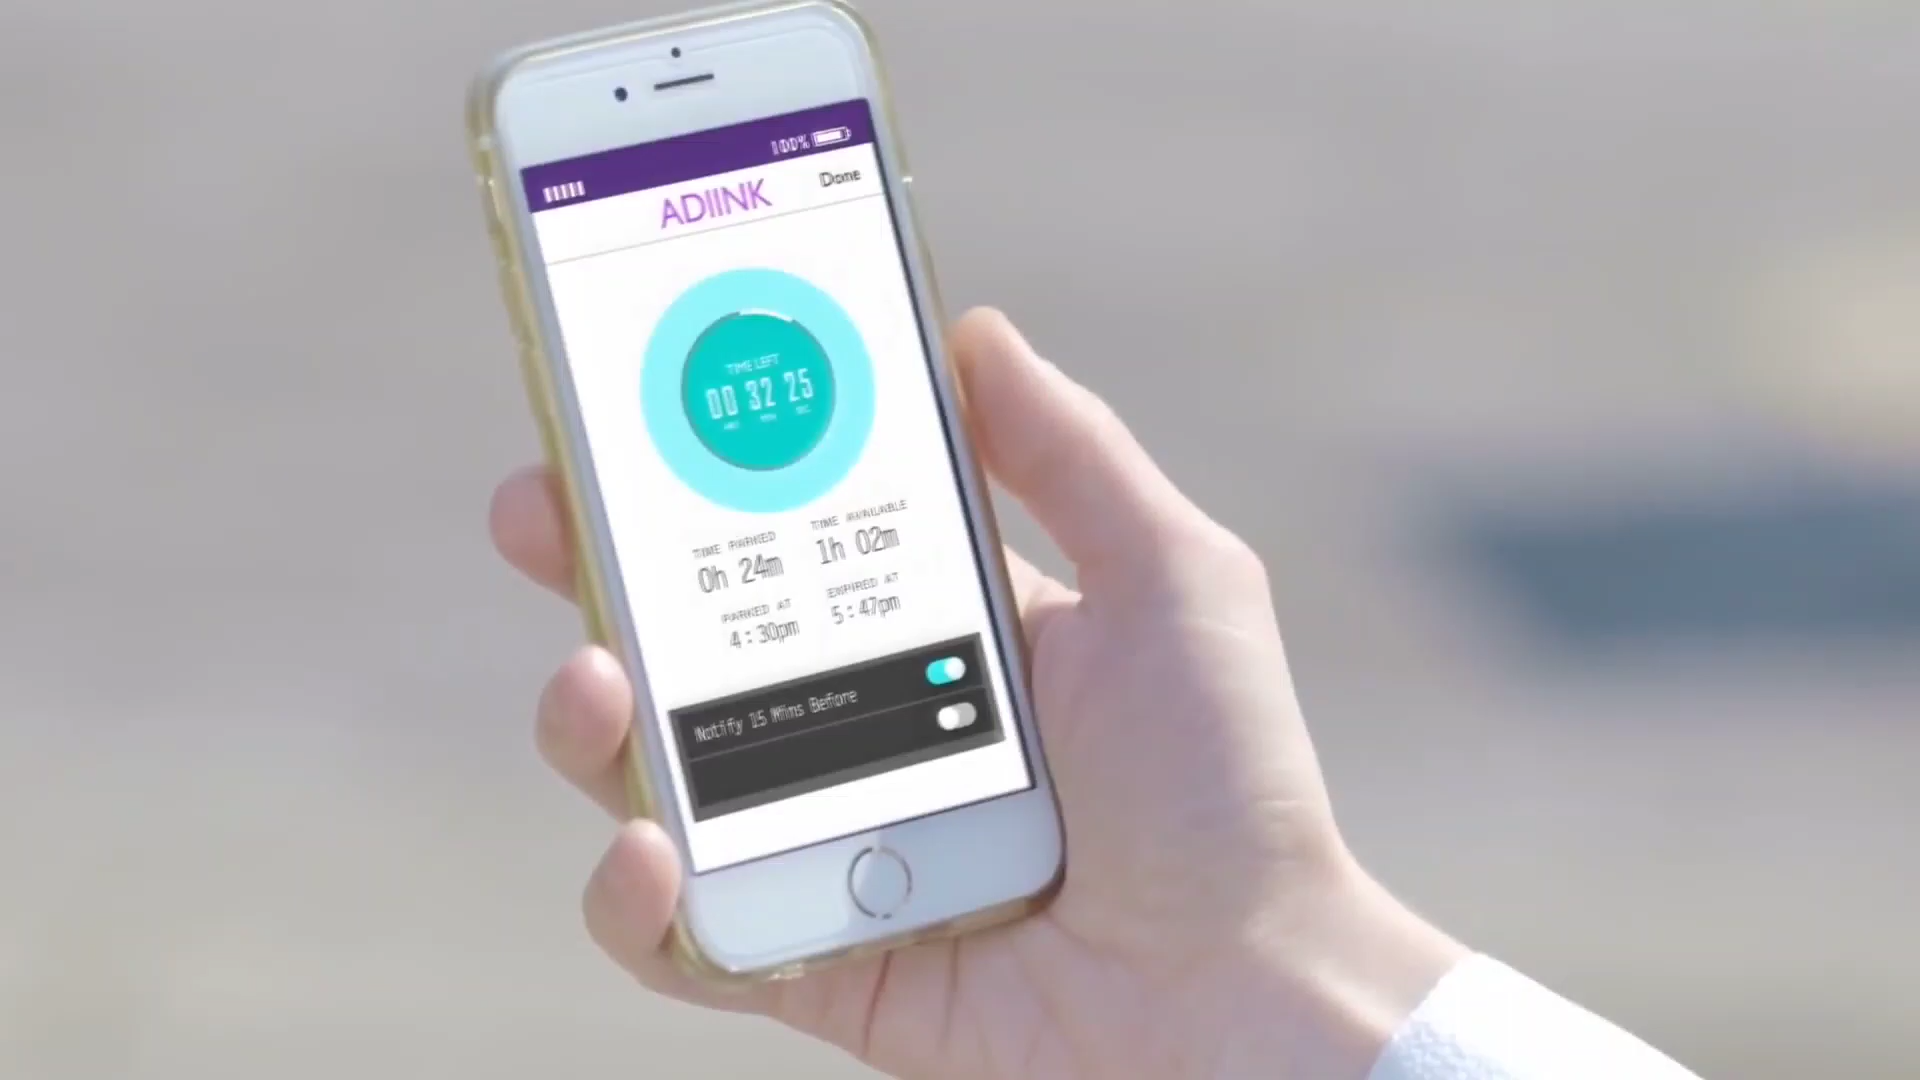 100%
ADIINK
Done
TIME LEFT
00 32 25
TIME PARKED
0h 24m
TIME AVAILABLE
1h 02m
PARKED AT
4:30pm
EXPIRED AT
5:47pm
Notify 15 Mins Before